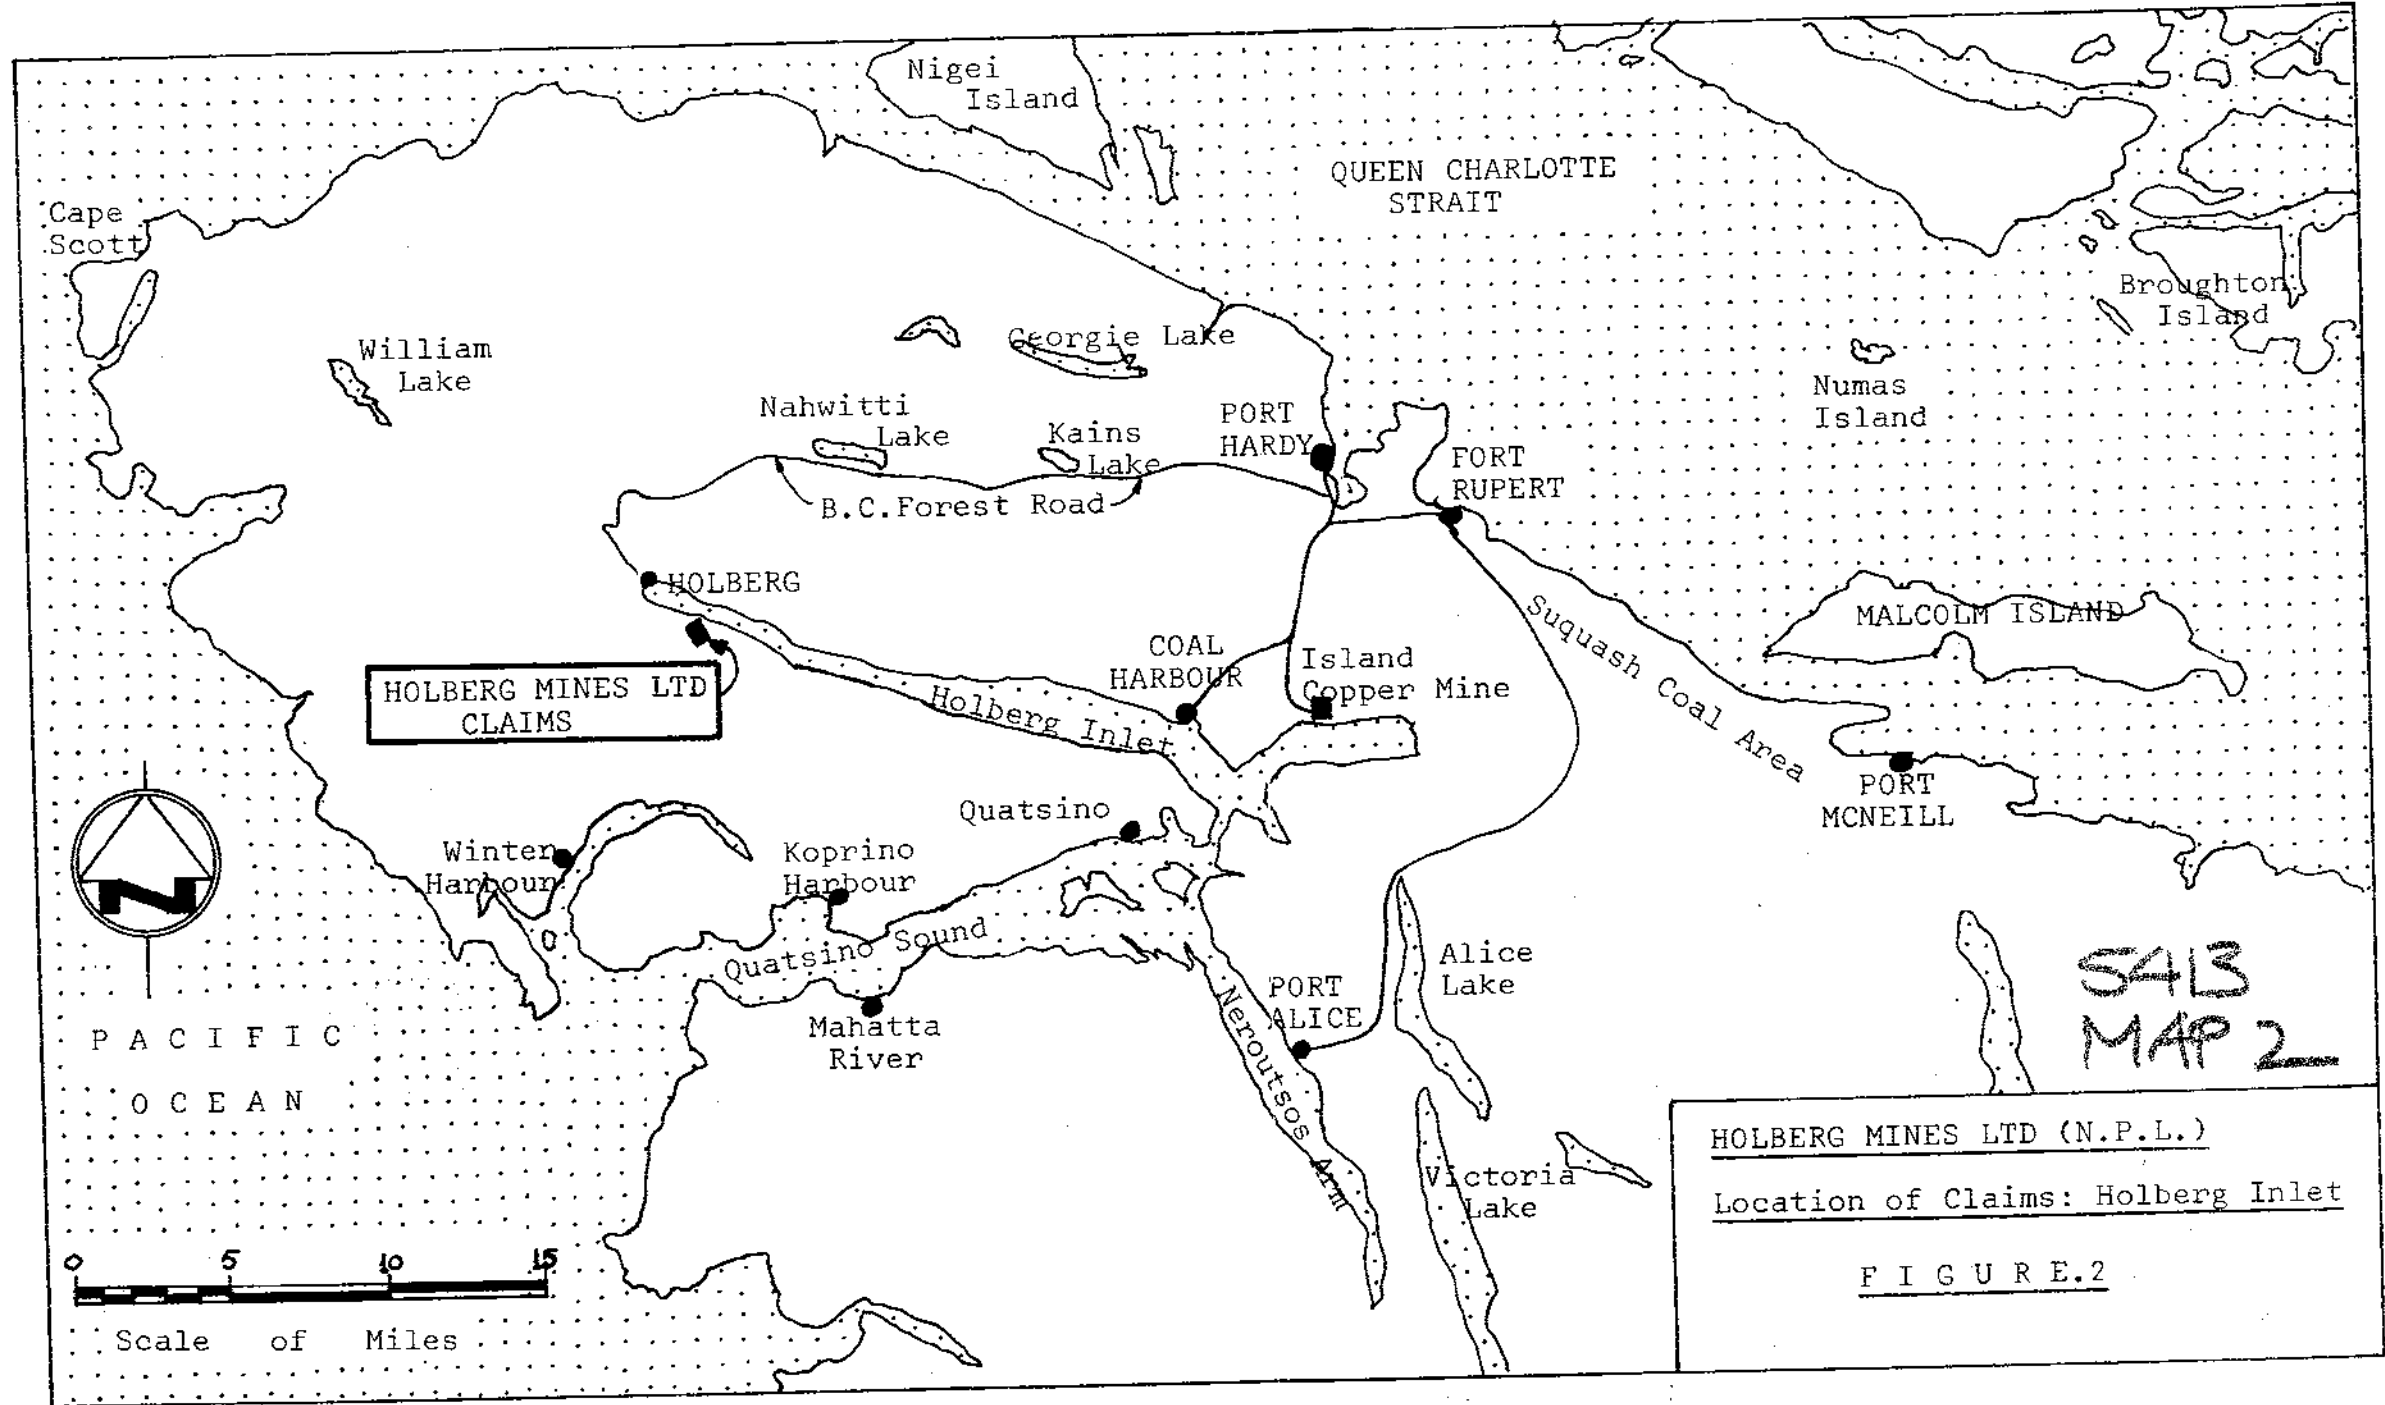 Nigei
Island
QUEEN CHARLOTTE
STRAIT
Cape
Scott
Broughton
Island
William
Lake
Georgie Lake
Numas
Island
Nahwitti
Lake
Kains
Lake
PORT
HARDY
FORT
RUPERT
B.C.Forest Road
HOLBERG
MALCOLM ISLAND
Suquash Coal Area
COAL
HARBOUR
Island
Copper Mine
HOLBERG MINES LTD
CLAIMS
Holberg Inlet
PORT
MCNEILL
Quatsino
Winter
Harbour
Koprino
Harbour
N
Quatsino Sound
Alice
Lake
PORT
ALICE
Neroutsos Arm
Mahatta
River
PACIFIC
OCEAN
5413
MAP 2
Victoria
Lake
0 5 10 15
Scale of Miles
HOLBERG MINES LTD (N.P.L.)
Location of Claims: Holberg Inlet
FIGURE.2